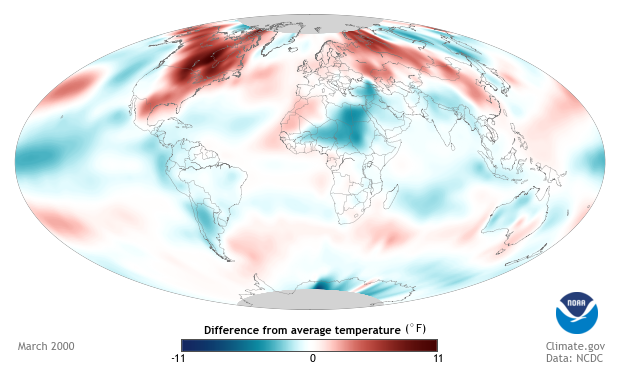 NOAA
Difference from average temperature (°F)
March 2000
-11
0
11
Climate.gov
Data: NCDC